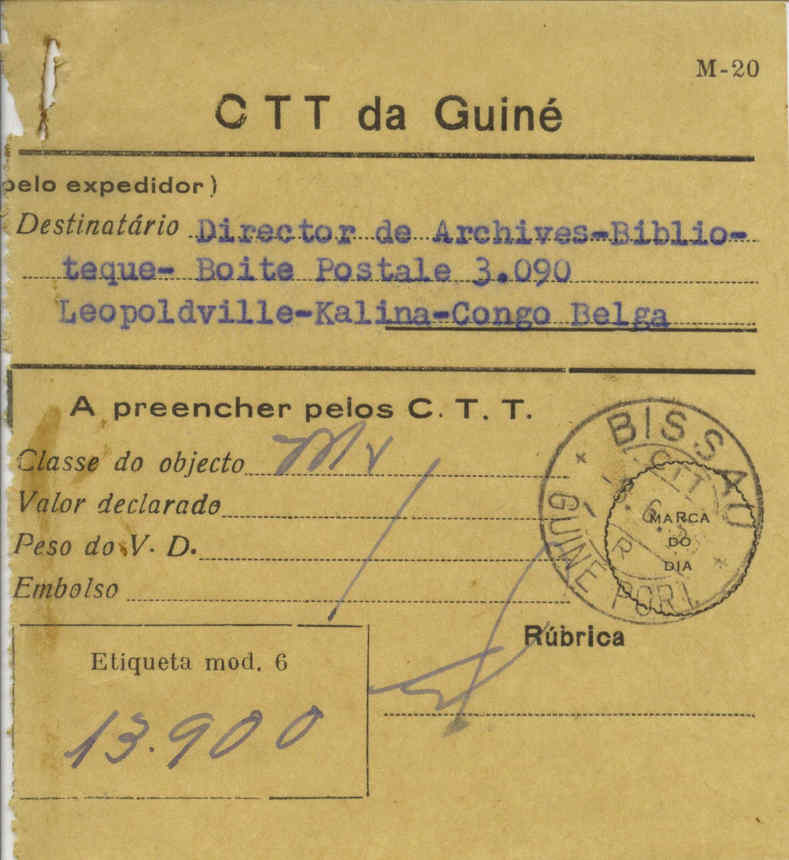 M-20
CTT da Guiné
pelo expedidor)
Destinatário Director de Archives-Biblio-
teque- Boite Postale 3.090
Leopoldville-Kalina-Congo Belga
A preencher pelos C. T. T.
Classe do objecto
Valor declarado
Peso do V. D.
Embolso
BISSAU
CTT
MARCA
DO
DIA
GUINÉ PORT.
Rúbrica
Etiqueta mod. 6
13.900